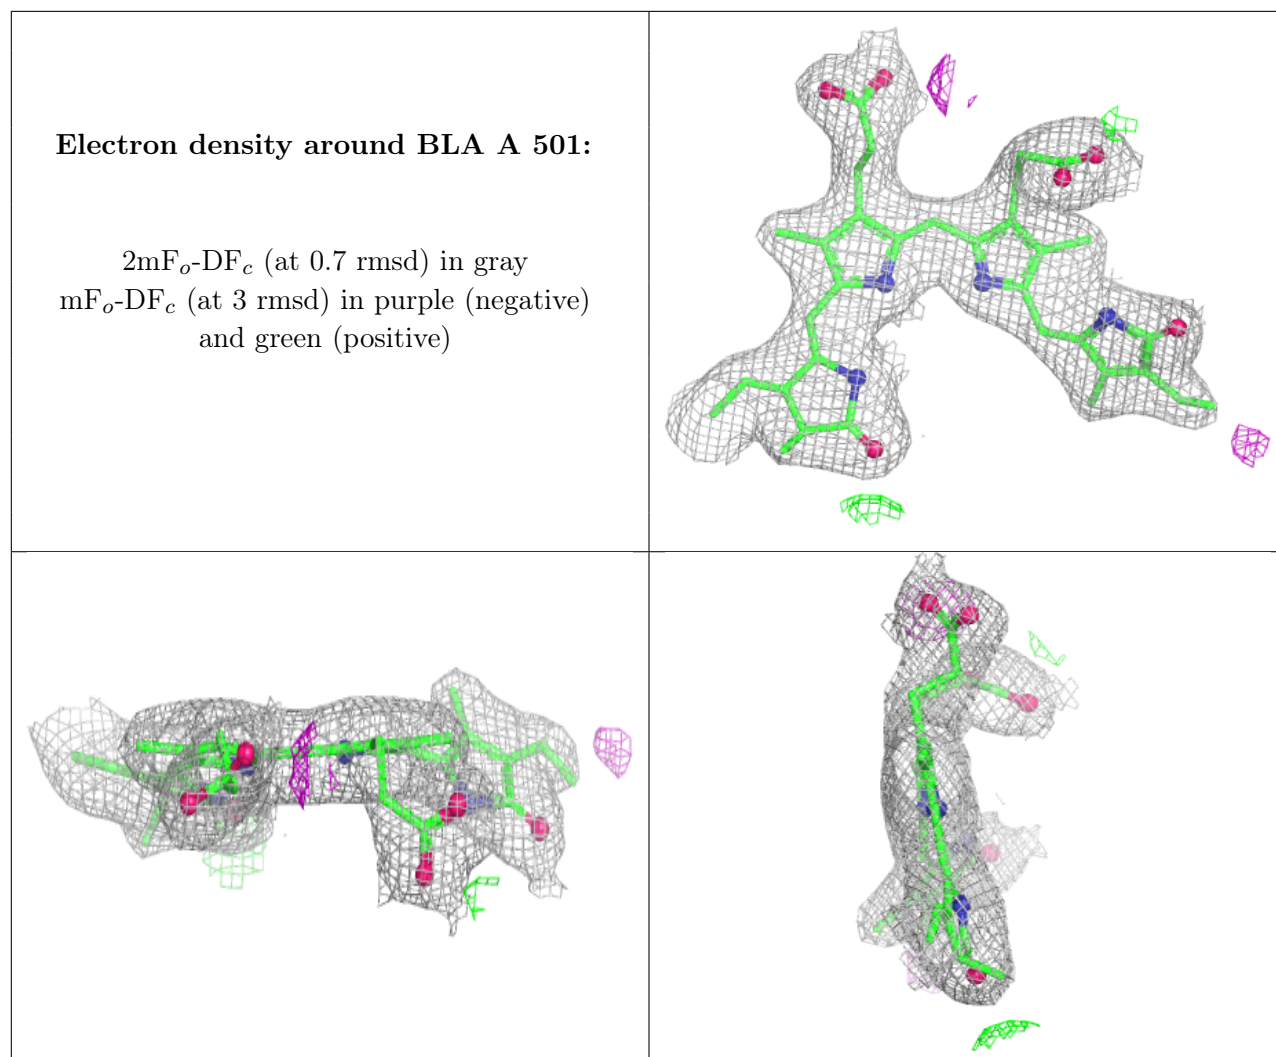 Electron density around BLA A 501:
2mFo-DFc (at 0.7 rmsd) in gray
mFo-DFc (at 3 rmsd) in purple (negative)
and green (positive)